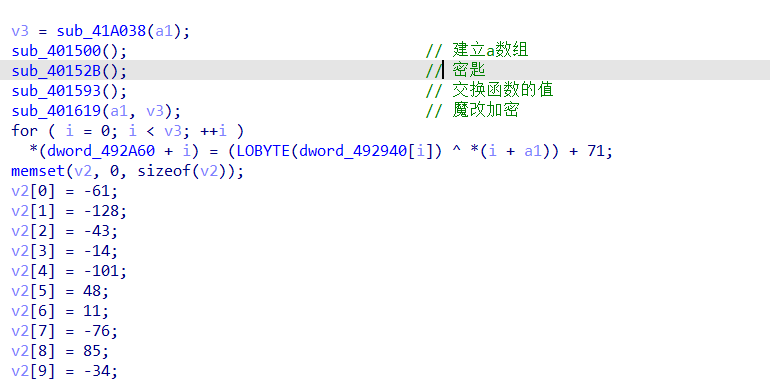 v3 = sub_41A038(a1);
sub_401500(); // 建立a数组
sub_40152B(); // 密匙
sub_401593(); // 交换函数的值
sub_401619(a1, v3); // 魔改加密
for ( i = 0; i < v3; ++i )
*(dword_492A60 + i) = (LOBYTE(dword_492940[i]) ^ *(i + a1)) + 71;
memset(v2, 0, sizeof(v2));
v2[0] = -61;
v2[1] = -128;
v2[2] = -43;
v2[3] = -14;
v2[4] = -101;
v2[5] = 48;
v2[6] = 11;
v2[7] = -76;
v2[8] = 85;
v2[9] = -34;